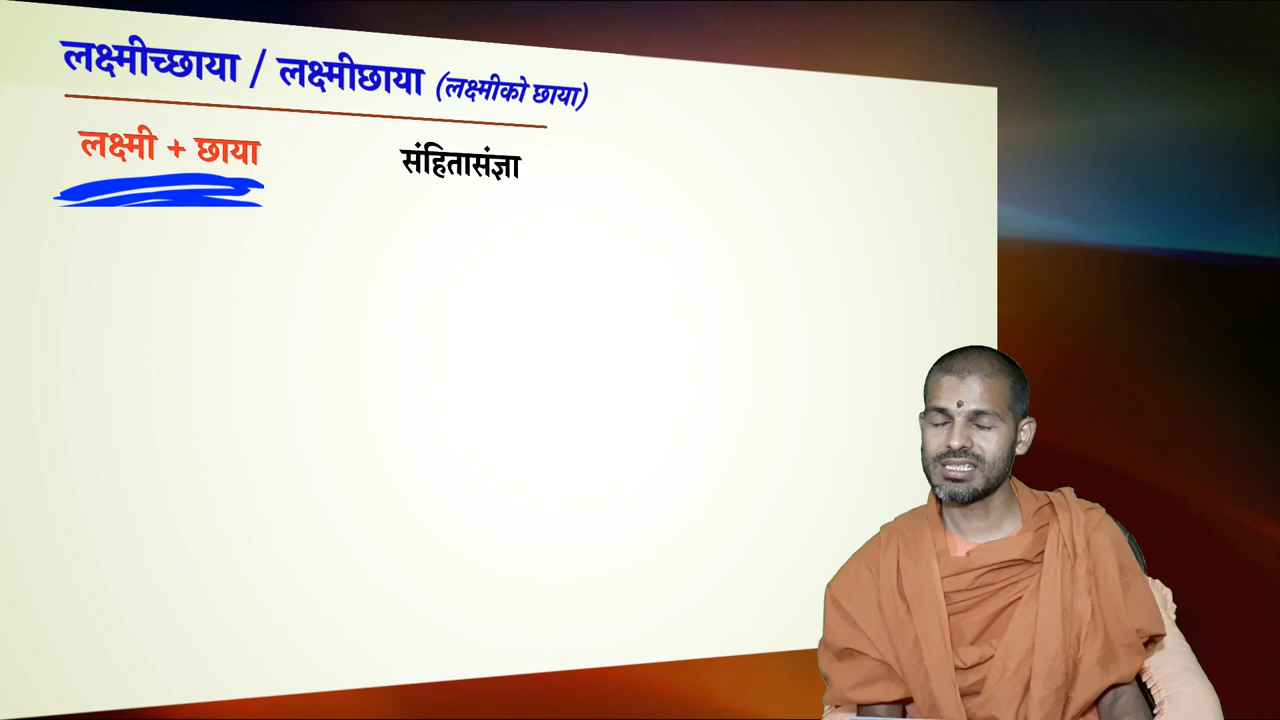 लक्ष्मीच्छाया / लक्ष्मीछाया (लक्ष्मीको छाया)
लक्ष्मी + छाया
संहितासंज्ञा